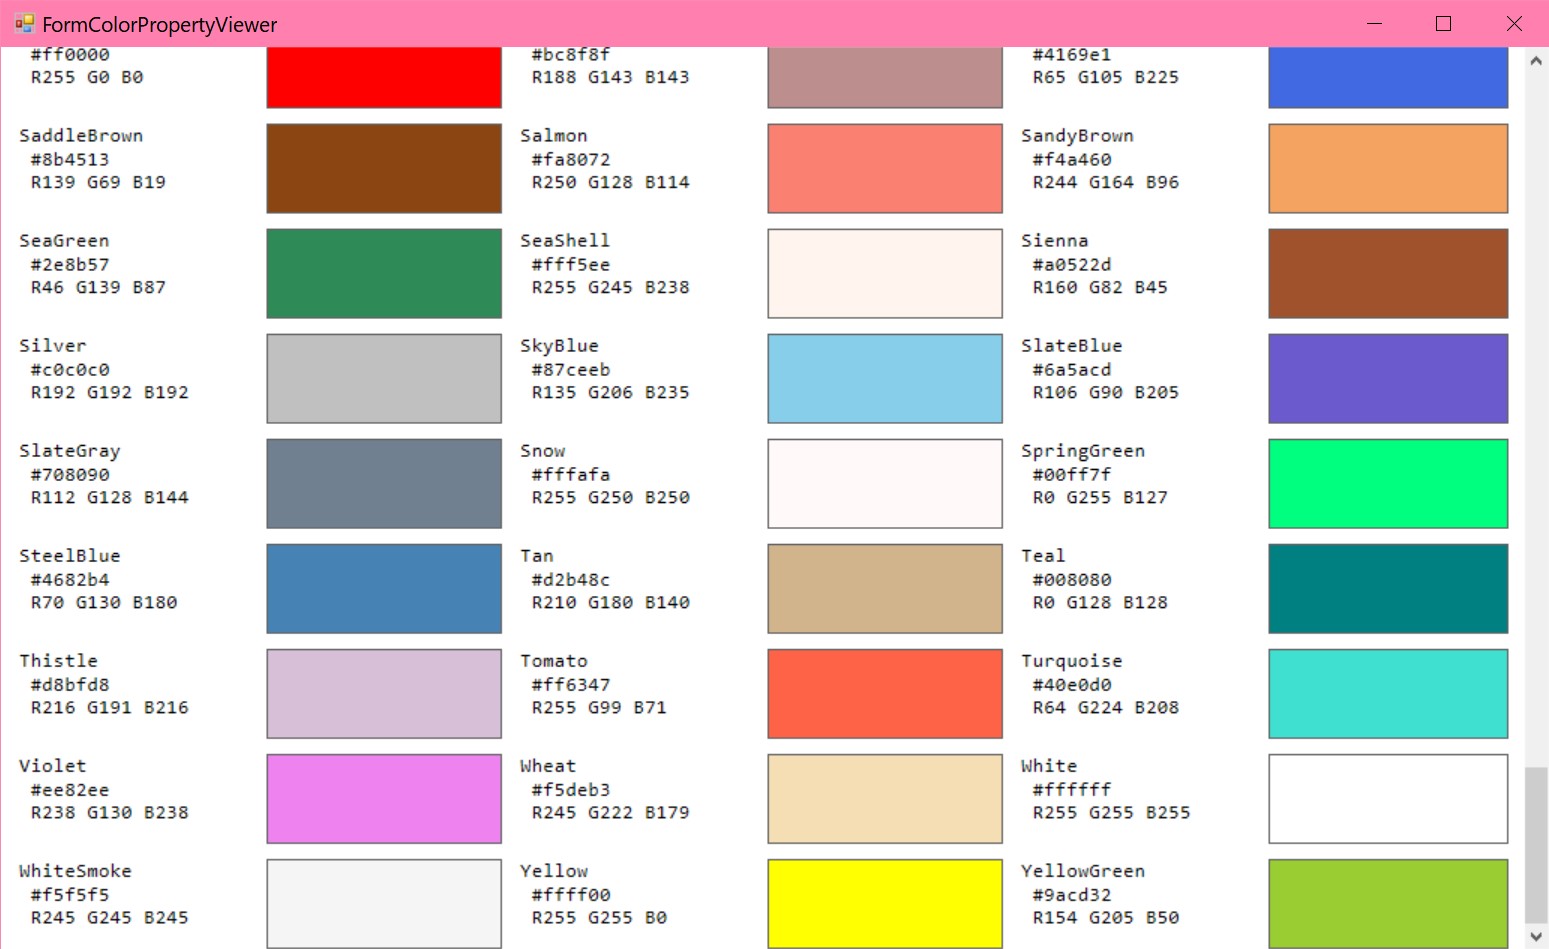 FormColorPropertyViewer
#ff0000
R255 G0 B0
#bc8f8f
R188 G143 B143
#4169e1
R65 G105 B225
SaddleBrown
#8b4513
R139 G69 B19
Salmon
#fa8072
R250 G128 B114
SandyBrown
#f4a460
R244 G164 B96
SeaGreen
#2e8b57
R46 G139 B87
SeaShell
#fff5ee
R255 G245 B238
Sienna
#a0522d
R160 G82 B45
Silver
#c0c0c0
R192 G192 B192
SkyBlue
#87ceeb
R135 G206 B235
SlateBlue
#6a5acd
R106 G90 B205
SlateGray
#708090
R112 G128 B144
Snow
#fffafa
R255 G250 B250
SpringGreen
#00ff7f
R0 G255 B127
SteelBlue
#4682b4
R70 G130 B180
Tan
#d2b48c
R210 G180 B140
Teal
#008080
R0 G128 B128
Thistle
#d8bfd8
R216 G191 B216
Tomato
#ff6347
R255 G99 B71
Turquoise
#40e0d0
R64 G224 B208
Violet
#ee82ee
R238 G130 B238
Wheat
#f5deb3
R245 G222 B179
White
#ffffff
R255 G255 B255
WhiteSmoke
#f5f5f5
R245 G245 B245
Yellow
#ffff00
R255 G255 B0
YellowGreen
#9acd32
R154 G205 B50